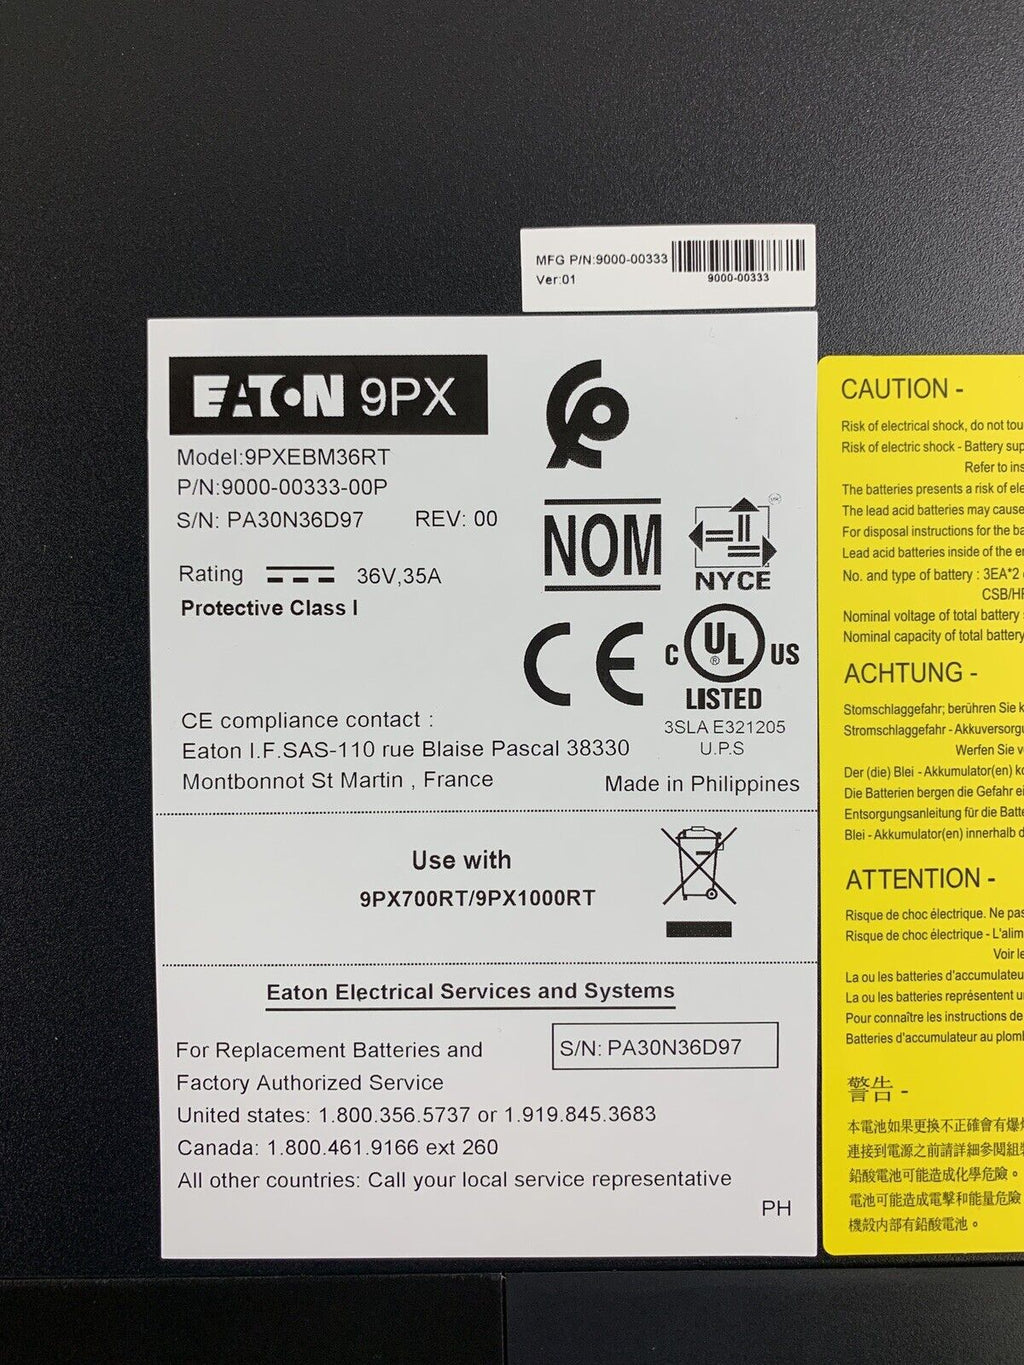 MFG P/N:9000-00333
Ver:01
9000-00333
EATON 9PX
Model:9PXEBM36RT
P/N:9000-00333-00P
S/N: PA30N36D97 REV: 00
Rating 36V,35A
Protective Class I
NOM
NYCE
CE
C UL US
®
LISTED
3SLA E321205
U.P.S
CE compliance contact :
Eaton I.F.SAS-110 rue Blaise Pascal 38330
Montbonnot St Martin , France
Made in Philippines
Use with
9PX700RT/9PX1000RT
Eaton Electrical Services and Systems
For Replacement Batteries and
Factory Authorized Service
S/N: PA30N36D97
United states: 1.800.356.5737 or 1.919.845.3683
Canada: 1.800.461.9166 ext 260
All other countries: Call your local service representative
PH
CAUTION -
Risk of electrical shock, do not
Risk of electric shock - Battery
Refer to
The batteries presents a risk of
The lead acid batteries may cause
For disposal instructions for the
Lead acid batteries inside of the
No. and type of battery : 3EA*2
CSB/
Nominal voltage of total battery
Nominal capacity of total battery
ACHTUNG -
Stomschlaggefahr; berühren Sie
Stromschlaggefahr -
Werfen Sie
Der (die) Blei - Akkumulator(en)
Die Batterien bergen die Gefahr
Entsorgungsanleitung für die
Blei - Akkumulator(en) innerhalb
ATTENTION -
Risque de choc électrique. Ne pas
Risque de choc électrique -
Voir
La ou les batteries d'accumulateu
La ou les batteries représentent
Pour connaître les instructions de
Batteries d'accumulateur au
警告 -
本電池如果更換不正確會有爆
連接到電源之前請詳細參閱組
鉛酸電池可能造成化學危險。
電池可能造成電擊和能量危險
機殼內部有鉛酸電池。